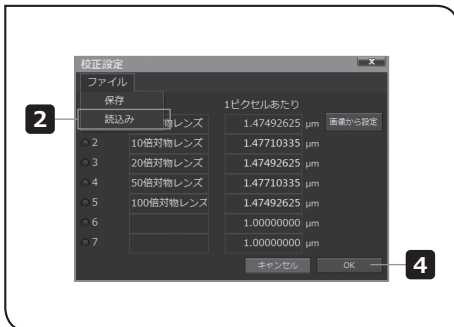 校正設定
ファイル
保存
読込み
1ピクセルあたり
物レンズ 1.47492625 μm 画像から設定
2 10倍対物レンズ 1.47710335 μm
3 20倍対物レンズ 1.47492625 μm
4 50倍対物レンズ 1.47710335 μm
5 100倍対物レンズ 1.47492625 μm
6 1.00000000 μm
7 1.00000000 μm
キャンセル OK
2
4